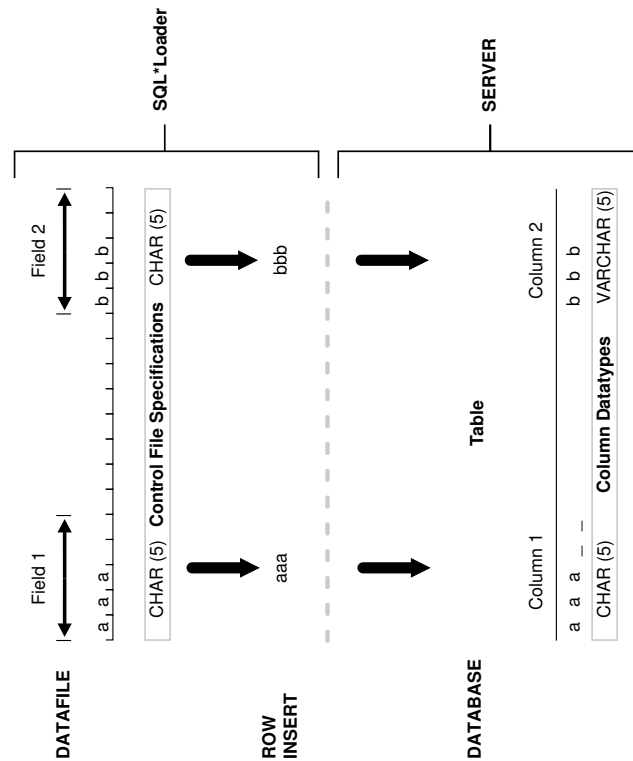 DATAFILE
Field 1
Field 2
a a a
b b b
CHAR (5) Control File Specifications CHAR (5)
SQL*Loader
ROW
INSERT
aaa
bbb
DATABASE
Table
SERVER
Column 1
Column 2
a a a _ _
b b b
CHAR (5) Column Datatypes VARCHAR (5)